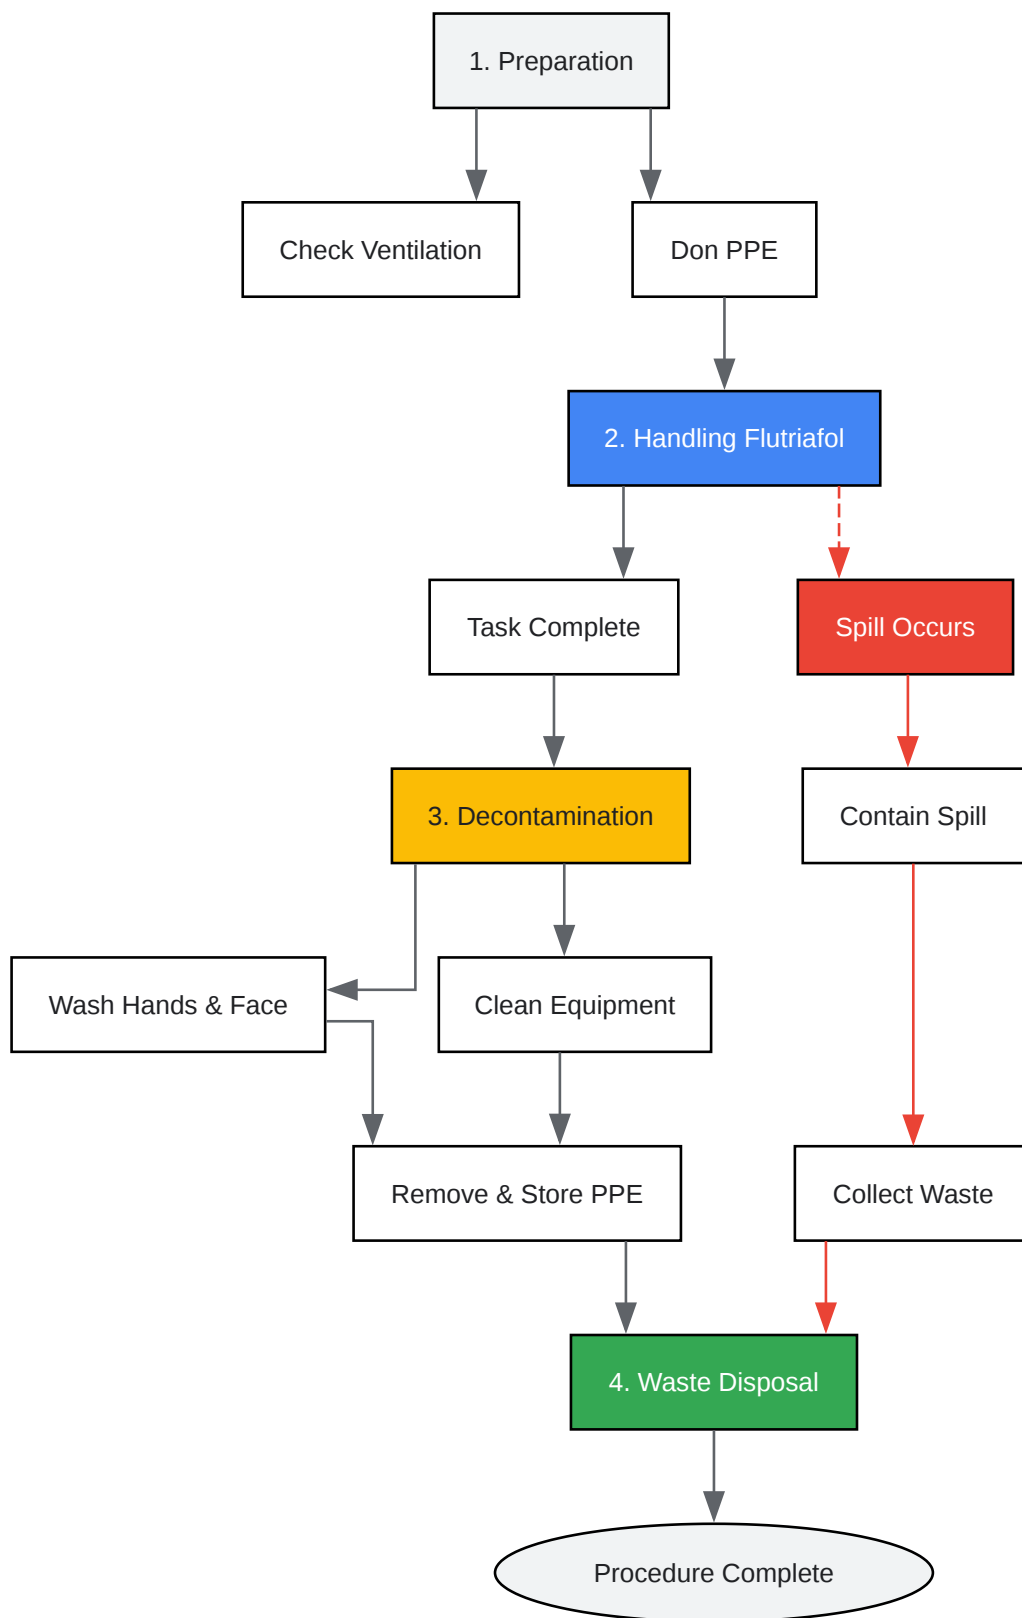 1. Preparation
Check Ventilation
Don PPE
2. Handling Flutriafol
Task Complete
Spill Occurs
3. Decontamination
Contain Spill
Wash Hands & Face
Clean Equipment
Remove & Store PPE
Collect Waste
4. Waste Disposal
Procedure Complete